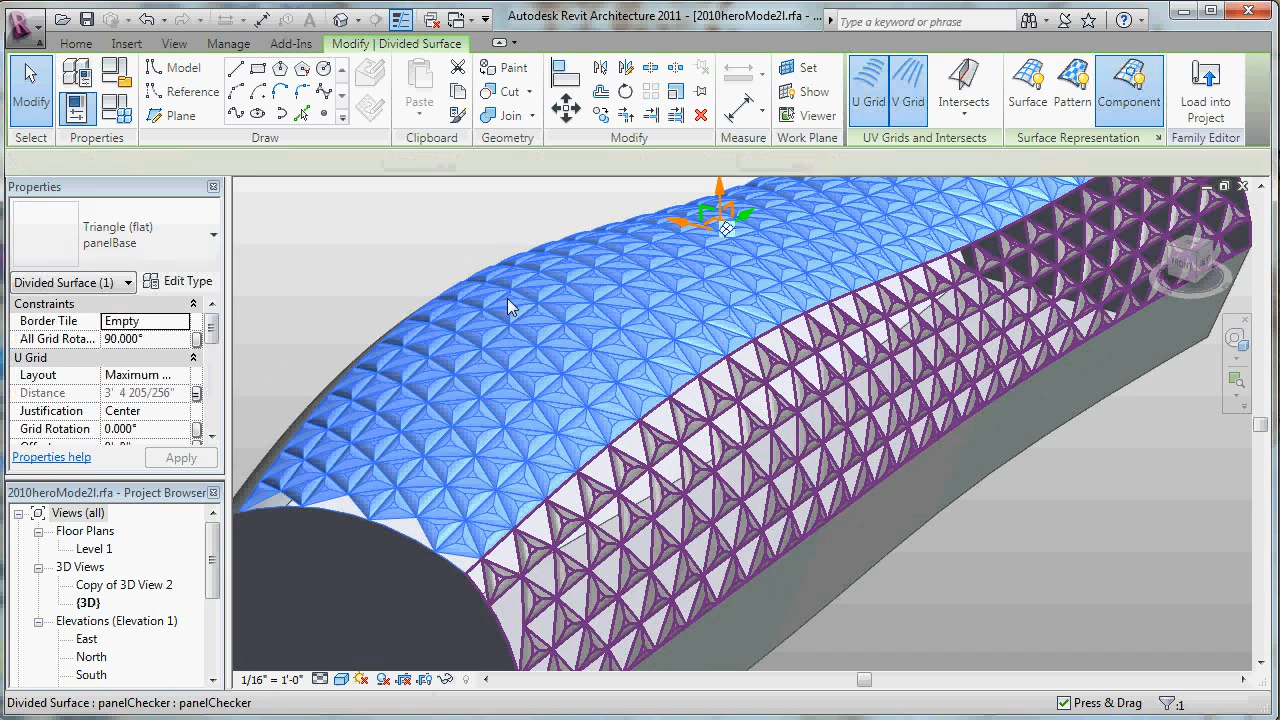 Autodesk Revit Architecture 2011 - [2010heroMode2l.rfa - ...
Type a keyword or phrase
Home Insert View Manage Add-Ins Modify | Divided Surface
Modify
Model
Reference
Plane
Paste
Paint
Cut
Join
Set
Show
Viewer
U Grid V Grid Intersects
Surface Pattern Component
Load into
Project
Select Properties Draw Clipboard Geometry Modify Measure Work Plane UV Grids and Intersects Surface Representation Family Editor
Properties
Triangle (flat)
panelBase
Divided Surface (1) Edit Type
Constraints
Border Tile Empty
All Grid Rota... 90.000°
U Grid
Layout Maximum ...
Distance 3' 4 205/256"
Justification Center
Grid Rotation 0.000°
Properties help Apply
2010heroMode2l.rfa - Project Browser
Views (all)
Floor Plans
Level 1
3D Views
Copy of 3D View 2
{3D}
Elevations (Elevation 1)
East
North
South
1/16" = 1'-0"
Divided Surface : panelChecker : panelChecker
Press & Drag
:1